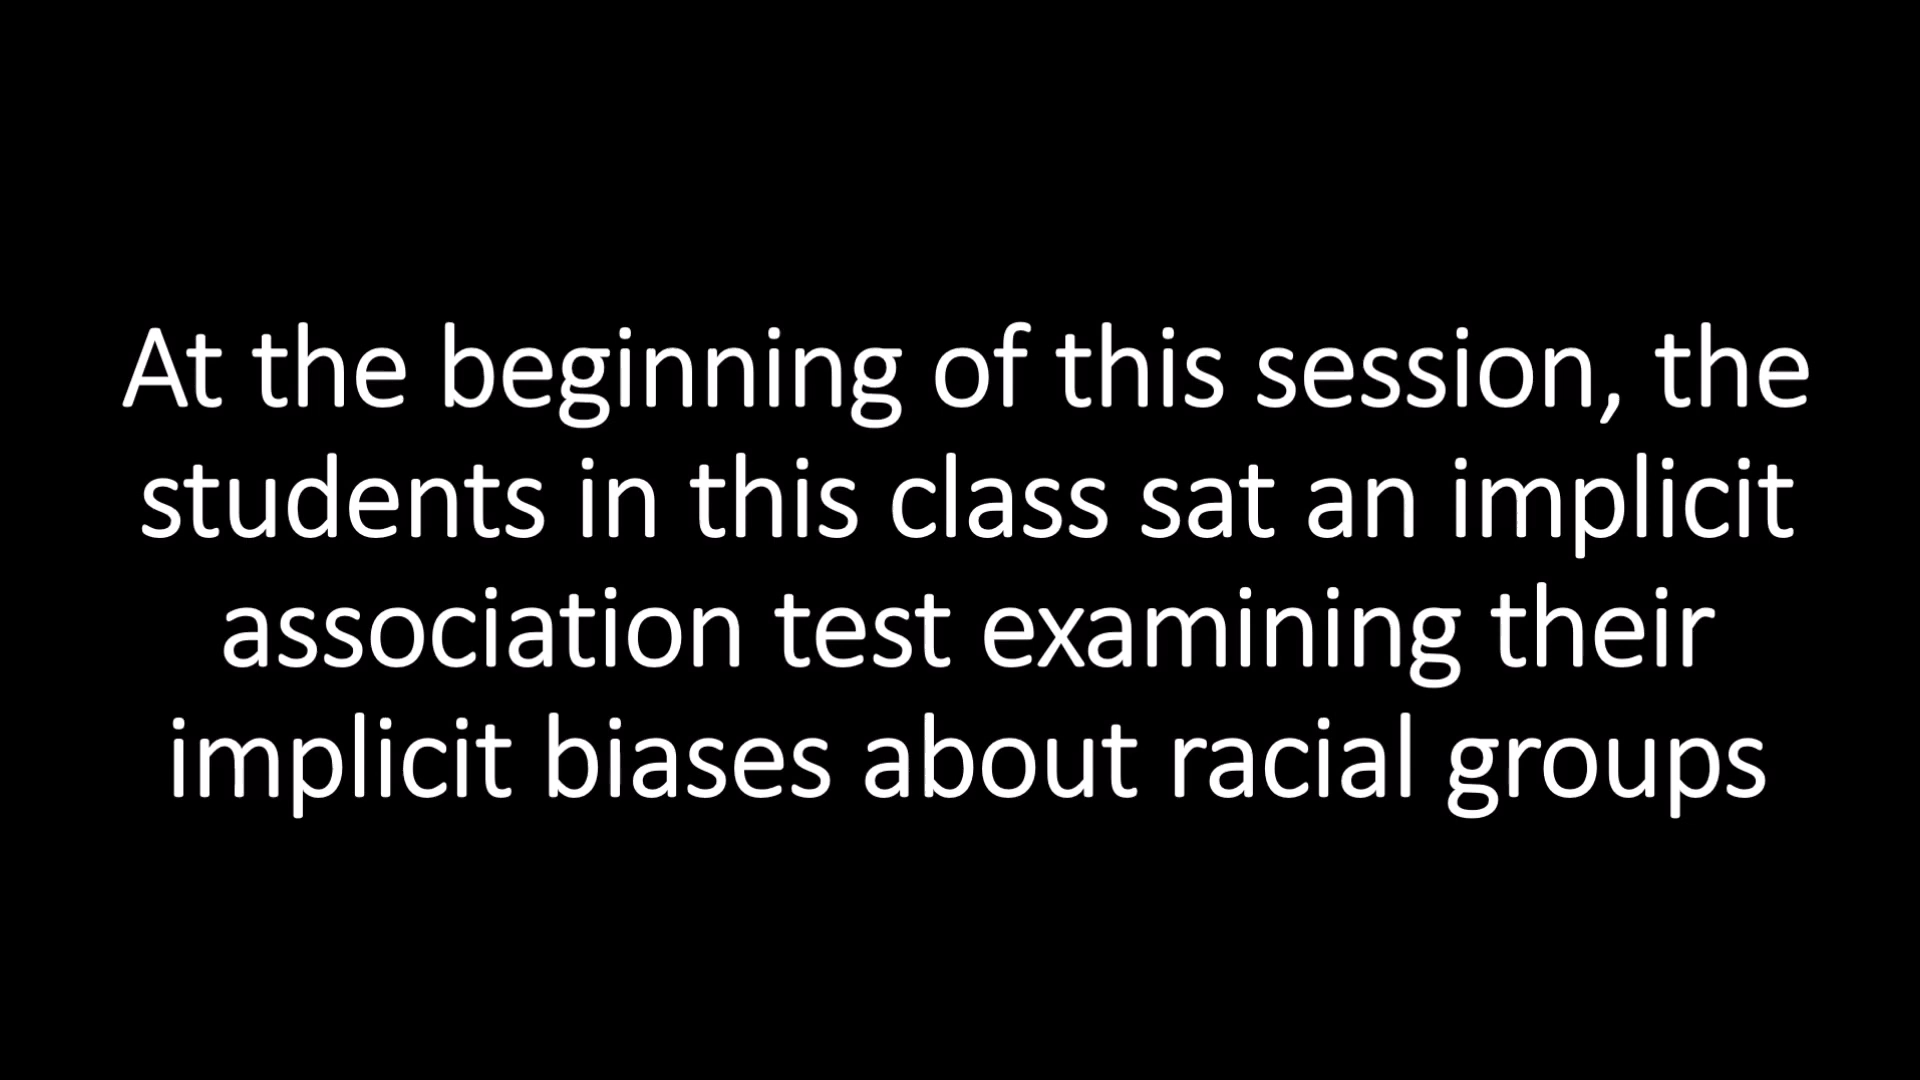 At the beginning of this session, the
students in this class sat an implicit
association test examining their
implicit biases about racial groups